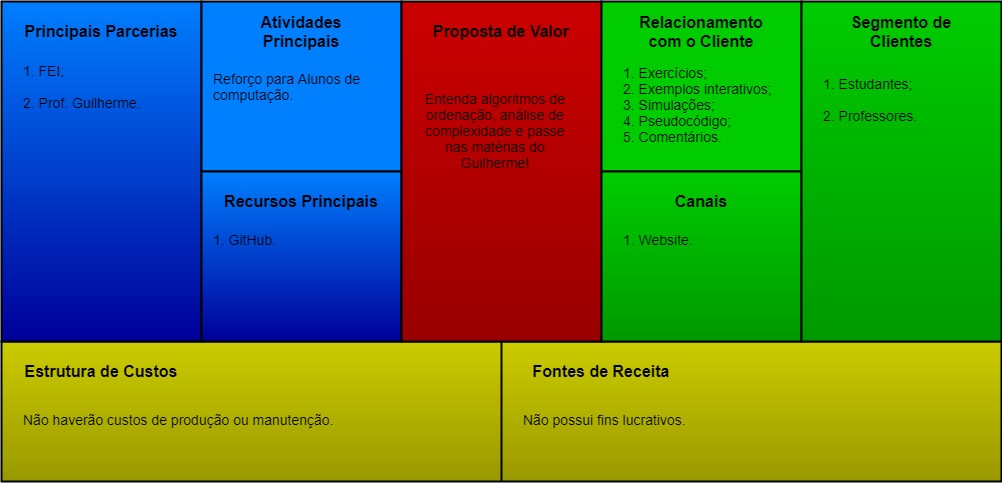 Principais Parcerias
1. FEI;
2. Prof. Guilherme.
Atividades
Principais
Reforço para Alunos de
computação.
Recursos Principais
1. GitHub.
Proposta de Valor
Entenda algoritmos de
ordenação, análise de
complexidade e passe
nas matérias do
Guilherme!
Relacionamento
com o Cliente
1. Exercícios;
2. Exemplos interativos;
3. Simulações;
4. Pseudocódigo;
5. Comentários.
Canais
1. Website.
Segmento de
Clientes
1. Estudantes;
2. Professores.
Estrutura de Custos
Não haverão custos de produção ou manutenção.
Fontes de Receita
Não possui fins lucrativos.